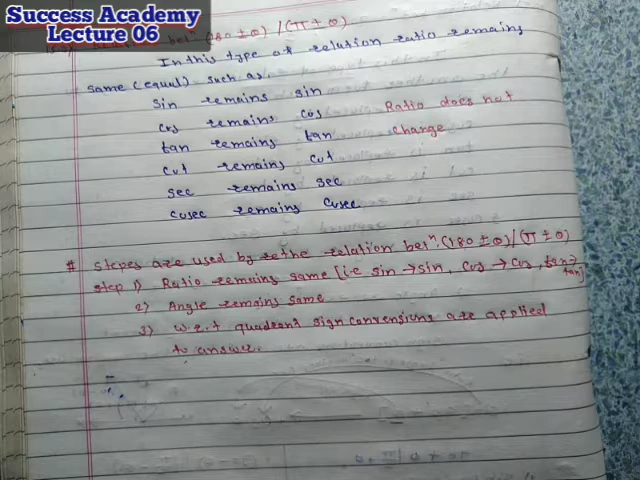 Success Academy
Lecture 06
betⁿ (180 ± θ) / (π ± θ)
In this type of relation ratio remains
same (equal) such as.
Sin remains sin
cos remains cos Ratio does not
tan remains tan change
cot remains cot
sec remains sec
cosec remains cosec
# Stepes are used by the relation betⁿ. (180 ± θ) / (π ± θ)
Step 1) Ratio remains same [i.e sin → sin, cos → cos, tan → tan]
2) Angle remains same
3) w.r.t quadrant sign convensions are applied
to answer.